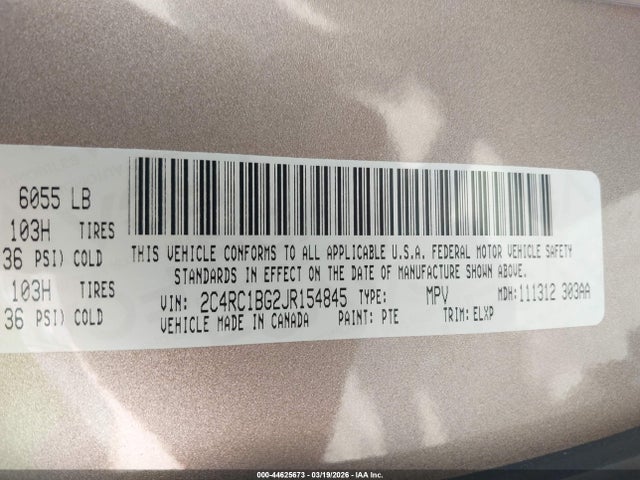 6055 LB
103H TIRES
36 PSI) COLD
103H TIRES
36 PSI) COLD
THIS VEHICLE CONFORMS TO ALL APPLICABLE U.S.A. FEDERAL MOTOR VEHICLE SAFETY
STANDARDS IN EFFECT ON THE DATE OF MANUFACTURE SHOWN ABOVE.
VIN: 2C4RC1BG2JR154845 TYPE: MPV MDH: 111312 303AA
VEHICLE MADE IN CANADA PAINT: PTE TRIM: ELXP
000-44625673 - 03/19/2026 - IAA Inc.